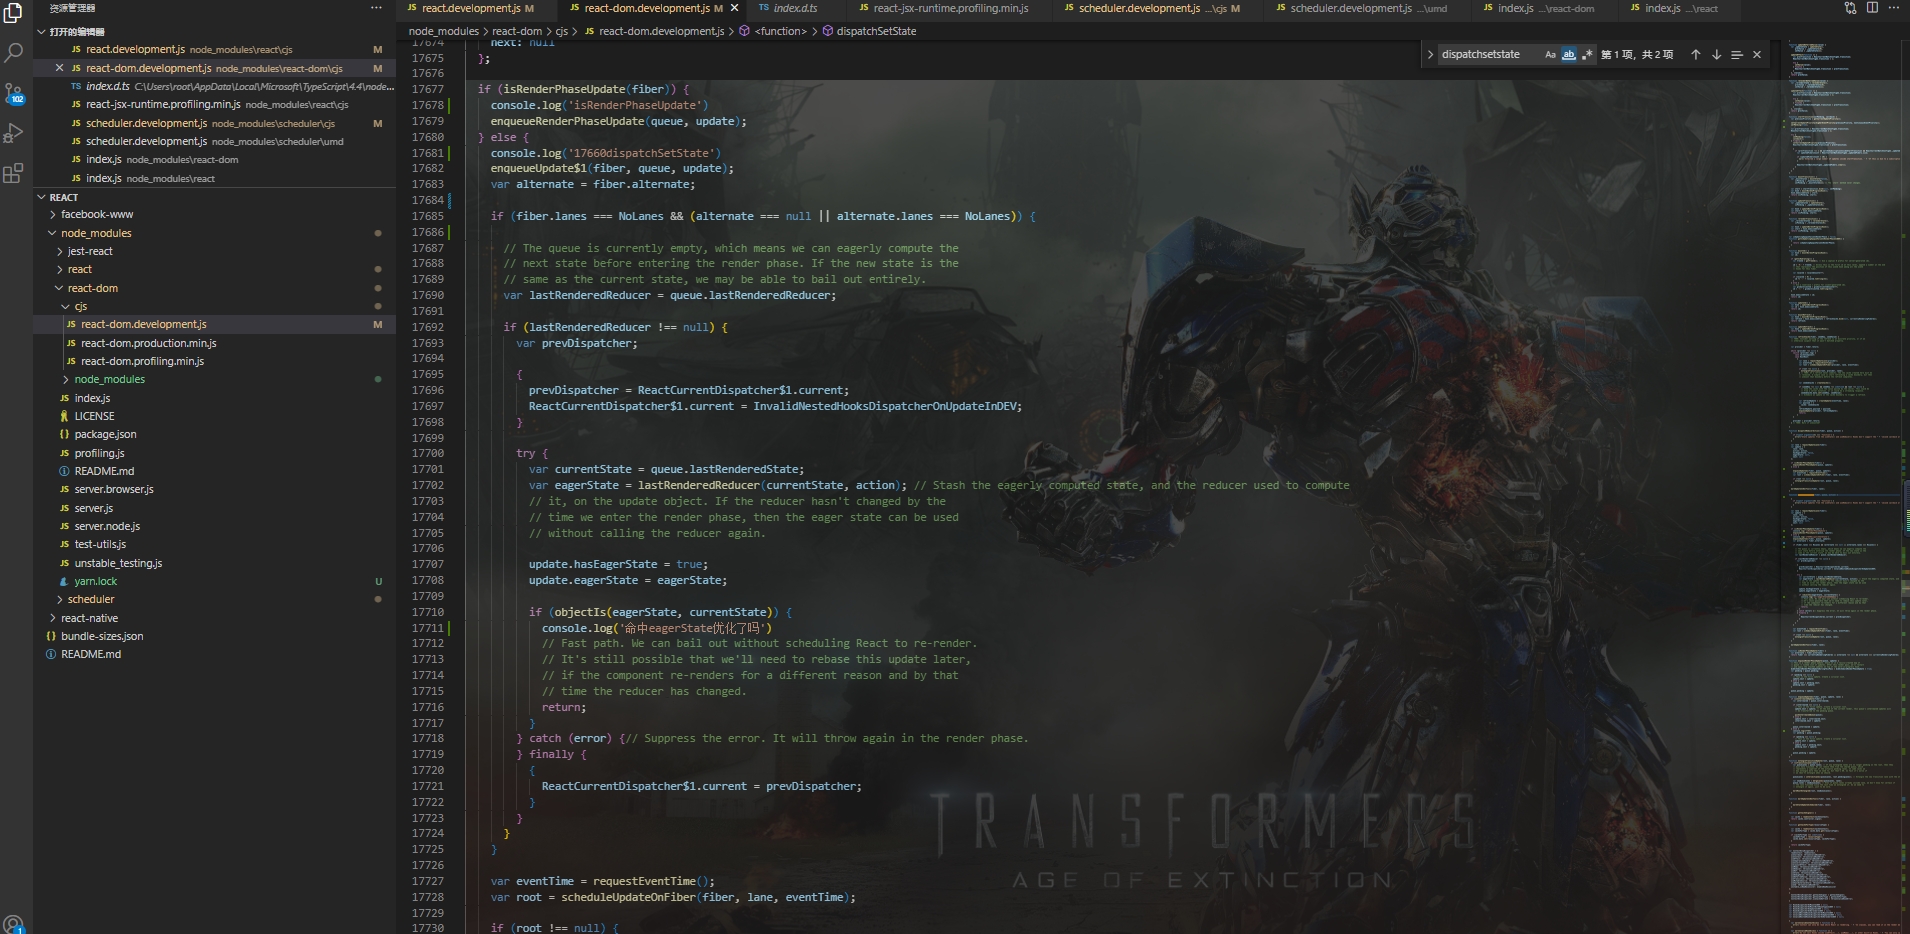 资源管理器
打开的编辑器
JS react.development.js node_modules\react\cjs M
JS react-dom.development.js node_modules\react-dom\cjs M
TS index.d.ts C:\Users\root\AppData\Local\Microsoft\TypeScript\4.4\node...
JS react-jsx-runtime.profiling.min.js node_modules\react\cjs
JS scheduler.development.js node_modules\scheduler\cjs M
JS scheduler.development.js node_modules\scheduler\umd
JS index.js node_modules\react-dom
JS index.js node_modules\react
102
REACT
facebook-www
node_modules
jest-react
react
react-dom
cjs
JS react-dom.development.js M
JS react-dom.production.min.js
JS react-dom.profiling.min.js
node_modules
JS index.js
LICENSE
{} package.json
JS profiling.js
README.md
JS server.browser.js
JS server.js
JS server.node.js
JS test-utils.js
JS unstable_testing.js
yarn.lock U
scheduler
react-native
{} bundle-sizes.json
README.md
1
JS react.development.js M
JS react-dom.development.js M
TS index.d.ts
JS react-jsx-runtime.profiling.min.js
JS scheduler.development.js ...\cjs M
JS scheduler.development.js ...\umd
JS index.js ...\react-dom
JS index.js ...\react
node_modules > react-dom > cjs > JS react-dom.development.js > <function> > dispatchSetState
dispatchsetstate Aa ab .* 第 1 项，共 2 项
17674 next: null
17675 };
17676
17677 if (isRenderPhaseUpdate(fiber)) {
17678 console.log('isRenderPhaseUpdate')
17679 enqueueRenderPhaseUpdate(queue, update);
17680 } else {
17681 console.log('17660dispatchSetState')
17682 enqueueUpdate$1(fiber, queue, update);
17683 var alternate = fiber.alternate;
17684
17685 if (fiber.lanes === NoLanes && (alternate === null || alternate.lanes === NoLanes)) {
17686
17687 // The queue is currently empty, which means we can eagerly compute the
17688 // next state before entering the render phase. If the new state is the
17689 // same as the current state, we may be able to bail out entirely.
17690 var lastRenderedReducer = queue.lastRenderedReducer;
17691
17692 if (lastRenderedReducer !== null) {
17693 var prevDispatcher;
17694
17695 {
17696 prevDispatcher = ReactCurrentDispatcher$1.current;
17697 ReactCurrentDispatcher$1.current = InvalidNestedHooksDispatcherOnUpdateInDEV;
17698 }
17699
17700 try {
17701 var currentState = queue.lastRenderedState;
17702 var eagerState = lastRenderedReducer(currentState, action); // Stash the eagerly computed state, and the reducer used to compute
17703 // it, on the update object. If the reducer hasn't changed by the
17704 // time we enter the render phase, then the eager state can be used
17705 // without calling the reducer again.
17706
17707 update.hasEagerState = true;
17708 update.eagerState = eagerState;
17709
17710 if (objectIs(eagerState, currentState)) {
17711 console.log('命中eagerState优化了吗')
17712 // Fast path. We can bail out without scheduling React to re-render.
17713 // It's still possible that we'll need to rebase this update later,
17714 // if the component re-renders for a different reason and by that
17715 // time the reducer has changed.
17716 return;
17717 }
17718 } catch (error) {// Suppress the error. It will throw again in the render phase.
17719 } finally {
17720 {
17721 ReactCurrentDispatcher$1.current = prevDispatcher;
17722 }
17723 }
17724 }
17725 }
17726
17727 var eventTime = requestEventTime();
17728 var root = scheduleUpdateOnFiber(fiber, lane, eventTime);
17729
17730 if (root !== null) {
TRANSFORMERS
AGE OF EXTINCTION